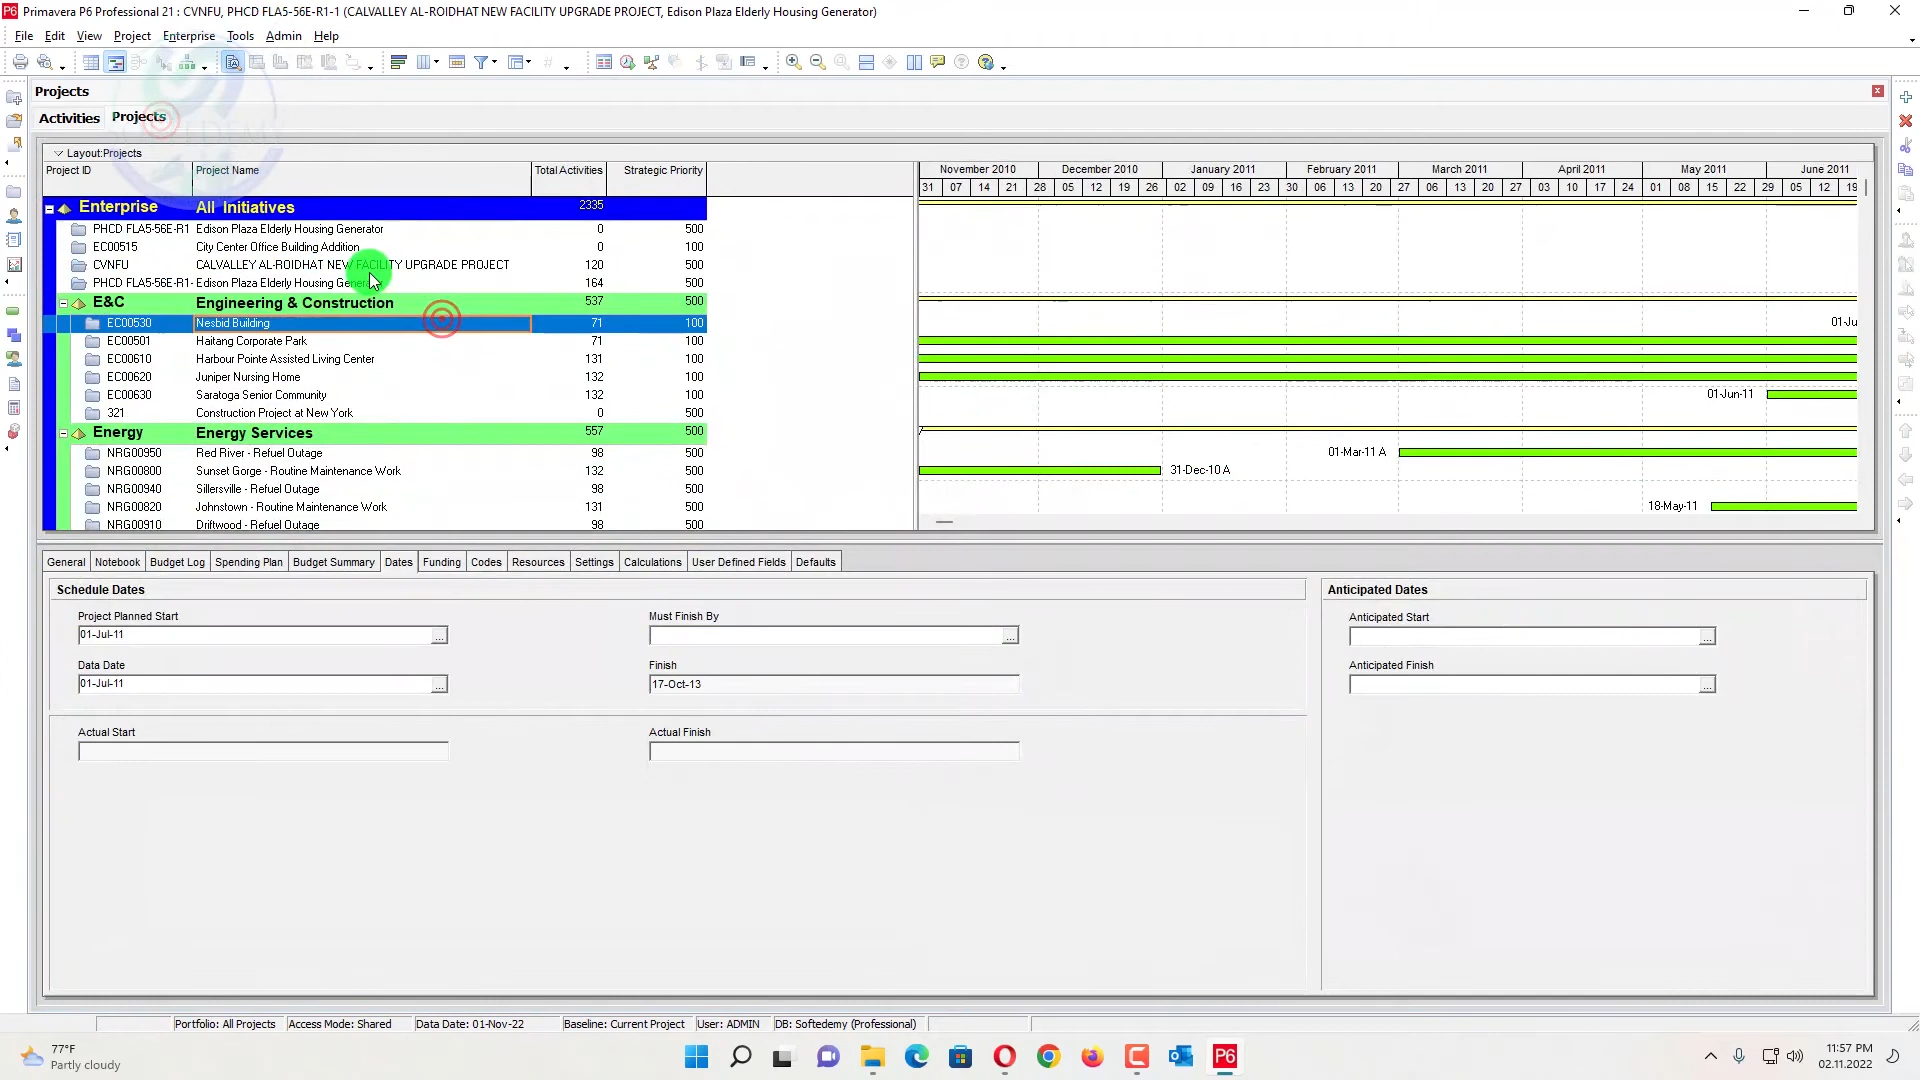 Primavera P6 Professional 21 : CVNFU, PHCD FLA5-56E-R1-1 (CALVALLEY AL-ROIDHAT NEW FACILITY UPGRADE PROJECT, Edison Plaza Elderly Housing Generator)
File Edit View Project Enterprise Tools Admin Help
Projects
Activities Projects
Layout:Projects
Project ID Project Name Total Activities Strategic Priority
November 2010 December 2010 January 2011 February 2011 March 2011 April 2011 May 2011 June 2011
31 07 14 21 28 05 12 19 26 02 09 16 23 30 06 13 20 27 06 13 20 27 03 10 17 24 01 08 15 22 29 05 12 19
Enterprise All Initiatives 2335
PHCD FLA5-56E-R1 Edison Plaza Elderly Housing Generator 0 500
EC00515 City Center Office Building Addition 0 100
CVNFU CALVALLEY AL-ROIDHAT NEW FACILITY UPGRADE PROJECT 120 500
PHCD FLA5-56E-R1- Edison Plaza Elderly Housing 164 500
E&C Engineering & Construction 537 500
EC00530 Nesbid Building 71 100 01-Ju
EC00501 Haitang Corporate Park 71 100
EC00610 Harbour Pointe Assisted Living Center 131 100
EC00620 Juniper Nursing Home 132 100
EC00630 Saratoga Senior Community 132 100 01-Jun-11
321 Construction Project at New York 0 500
Energy Energy Services 557 500
NRG00950 Red River - Refuel Outage 98 500 01-Mar-11 A
NRG00800 Sunset Gorge - Routine Maintenance Work 132 500 31-Dec-10 A
NRG00940 Sillersville - Refuel Outage 98 500
NRG00820 Johnstown - Routine Maintenance Work 131 500 18-May-11
NRG00910 Driftwood - Refuel Outage 98 500
General Notebook Budget Log Spending Plan Budget Summary Dates Funding Codes Resources Settings Calculations User Defined Fields Defaults
Schedule Dates Anticipated Dates
Project Planned Start Must Finish By Anticipated Start
01-Jul-11
Data Date Finish Anticipated Finish
01-Jul-11 17-Oct-13
Actual Start Actual Finish
Portfolio: All Projects Access Mode: Shared Data Date: 01-Nov-22 Baseline: Current Project User: ADMIN DB: Softedemy (Professional)
77°F
Partly cloudy
P6
11:57 PM
02.11.2022